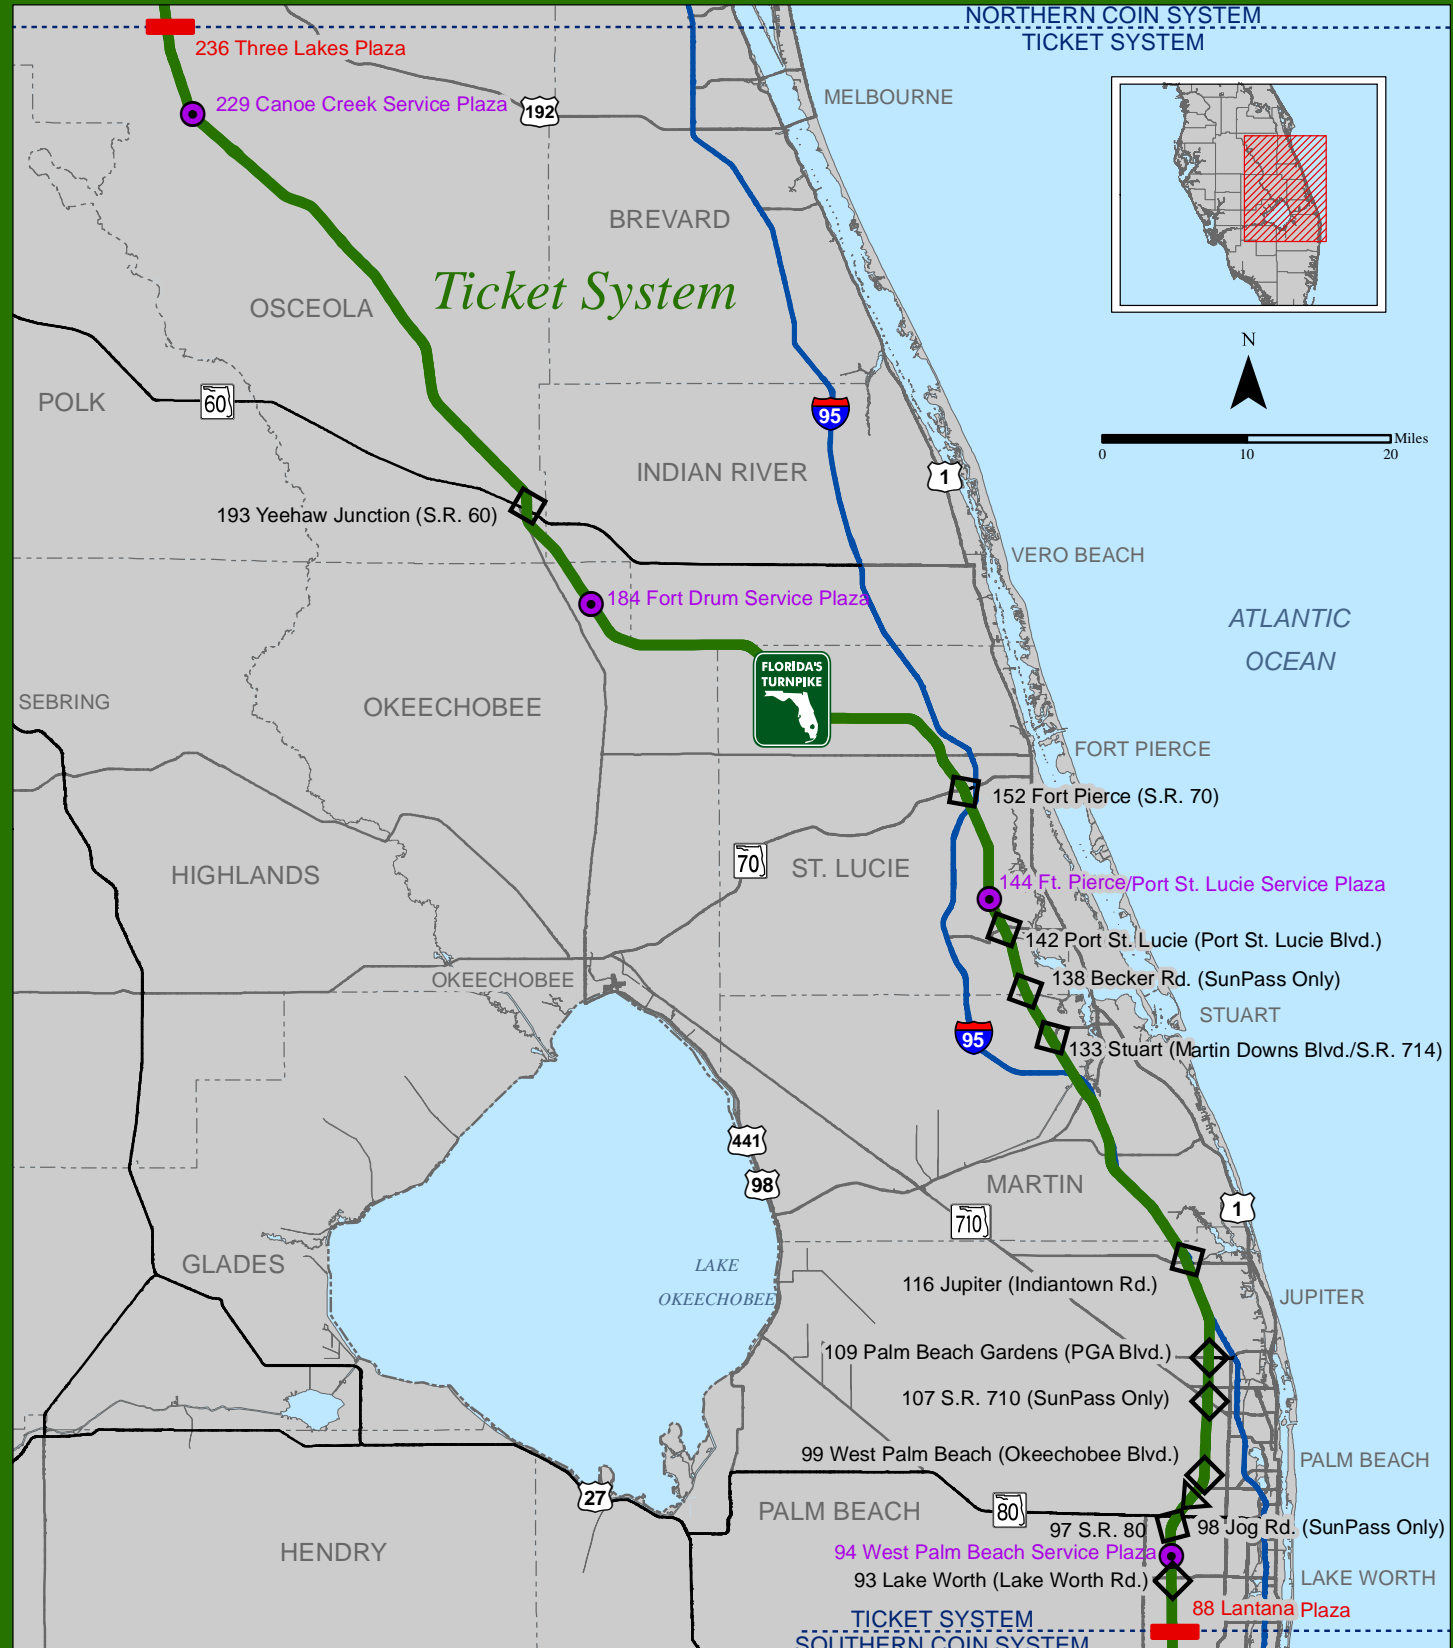 NORTHERN COIN SYSTEM
TICKET SYSTEM
236 Three Lakes Plaza
229 Canoe Creek Service Plaza
192
MELBOURNE
BREVARD
Ticket System
OSCEOLA
POLK
60
95
N
0 10 20 Miles
INDIAN RIVER
1
193 Yeehaw Junction (S.R. 60)
VERO BEACH
184 Fort Drum Service Plaza
ATLANTIC
OCEAN
FLORIDA'S
TURNPIKE
SEBRING
OKEECHOBEE
FORT PIERCE
152 Fort Pierce (S.R. 70)
70
ST. LUCIE
HIGHLANDS
144 Ft. Pierce/Port St. Lucie Service Plaza
142 Port St. Lucie (Port St. Lucie Blvd.)
OKEECHOBEE
138 Becker Rd. (SunPass Only)
STUART
95
133 Stuart (Martin Downs Blvd./S.R. 714)
441
98
MARTIN
1
710
GLADES
LAKE
OKEECHOBEE
116 Jupiter (Indiantown Rd.)
JUPITER
109 Palm Beach Gardens (PGA Blvd.)
107 S.R. 710 (SunPass Only)
99 West Palm Beach (Okeechobee Blvd.)
PALM BEACH
27
PALM BEACH
80
97 S.R. 80
98 Jog Rd. (SunPass Only)
HENDRY
94 West Palm Beach Service Plaza
93 Lake Worth (Lake Worth Rd.)
LAKE WORTH
88 Lantana Plaza
TICKET SYSTEM
SOUTHERN COIN SYSTEM